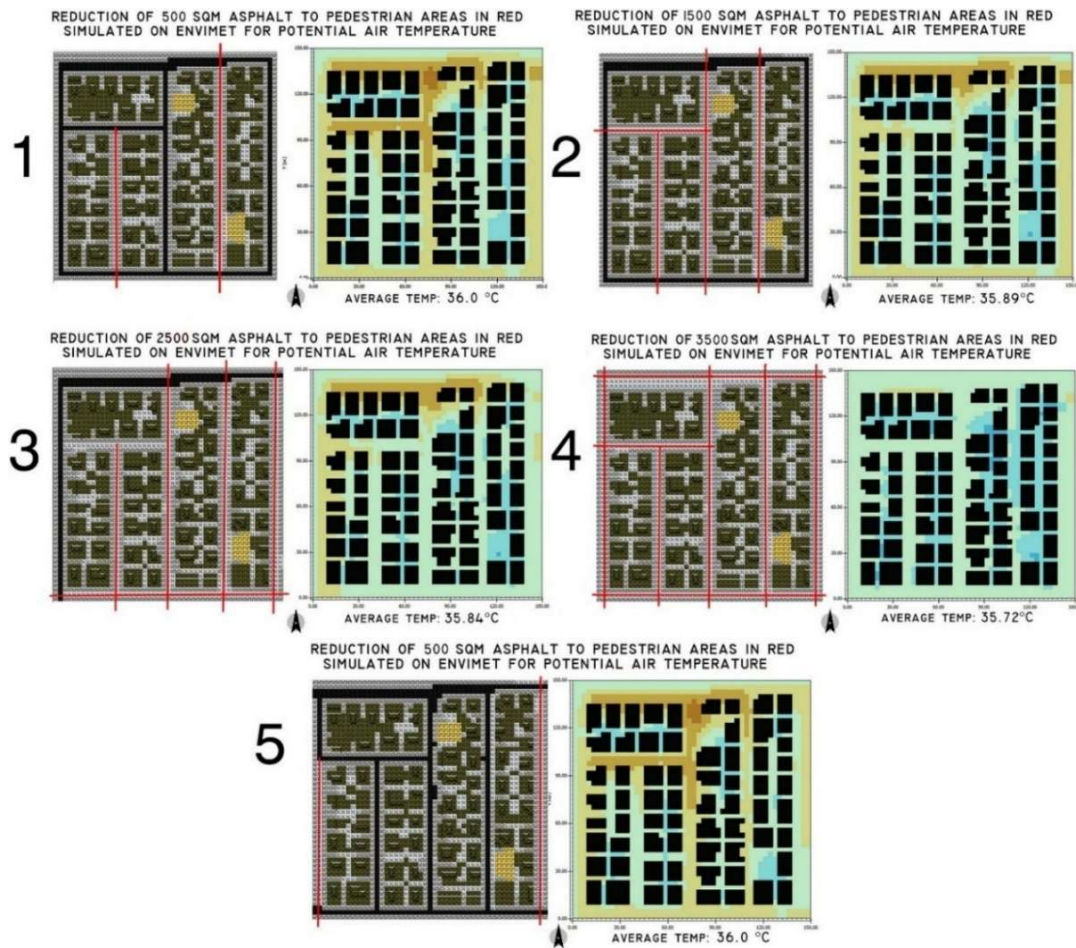 REDUCTION OF 500 SQM ASPHALT TO PEDESTRIAN AREAS IN RED
SIMULATED ON ENVIMET FOR POTENTIAL AIR TEMPERATURE
1
AVERAGE TEMP: 36.0 °C
REDUCTION OF 1500 SQM ASPHALT TO PEDESTRIAN AREAS IN RED
SIMULATED ON ENVIMET FOR POTENTIAL AIR TEMPERATURE
2
AVERAGE TEMP: 35.89°C
REDUCTION OF 2500 SQM ASPHALT TO PEDESTRIAN AREAS IN RED
SIMULATED ON ENVIMET FOR POTENTIAL AIR TEMPERATURE
3
AVERAGE TEMP: 35.84°C
REDUCTION OF 3500 SQM ASPHALT TO PEDESTRIAN AREAS IN RED
SIMULATED ON ENVIMET FOR POTENTIAL AIR TEMPERATURE
4
AVERAGE TEMP: 35.72°C
REDUCTION OF 500 SQM ASPHALT TO PEDESTRIAN AREAS IN RED
SIMULATED ON ENVIMET FOR POTENTIAL AIR TEMPERATURE
5
AVERAGE TEMP: 36.0 °C